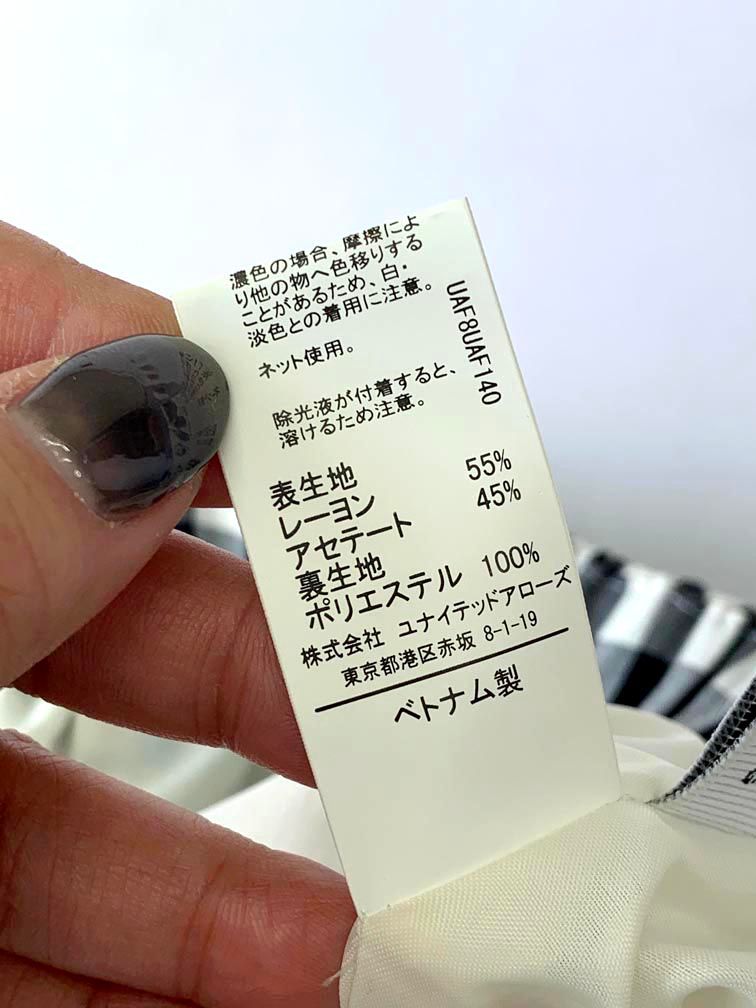 濃色の場合、摩擦によ
り他の物へ色移りする
ことがあるため、白・
淡色との着用に注意。
ネット使用。
除光液が付着すると、
溶けるため注意。
UAF8UAF140
表生地
レーヨン 55%
アセテート 45%
裏生地
ポリエステル 100%
株式会社 ユナイテッドアローズ
東京都港区赤坂 8-1-19
ベトナム製